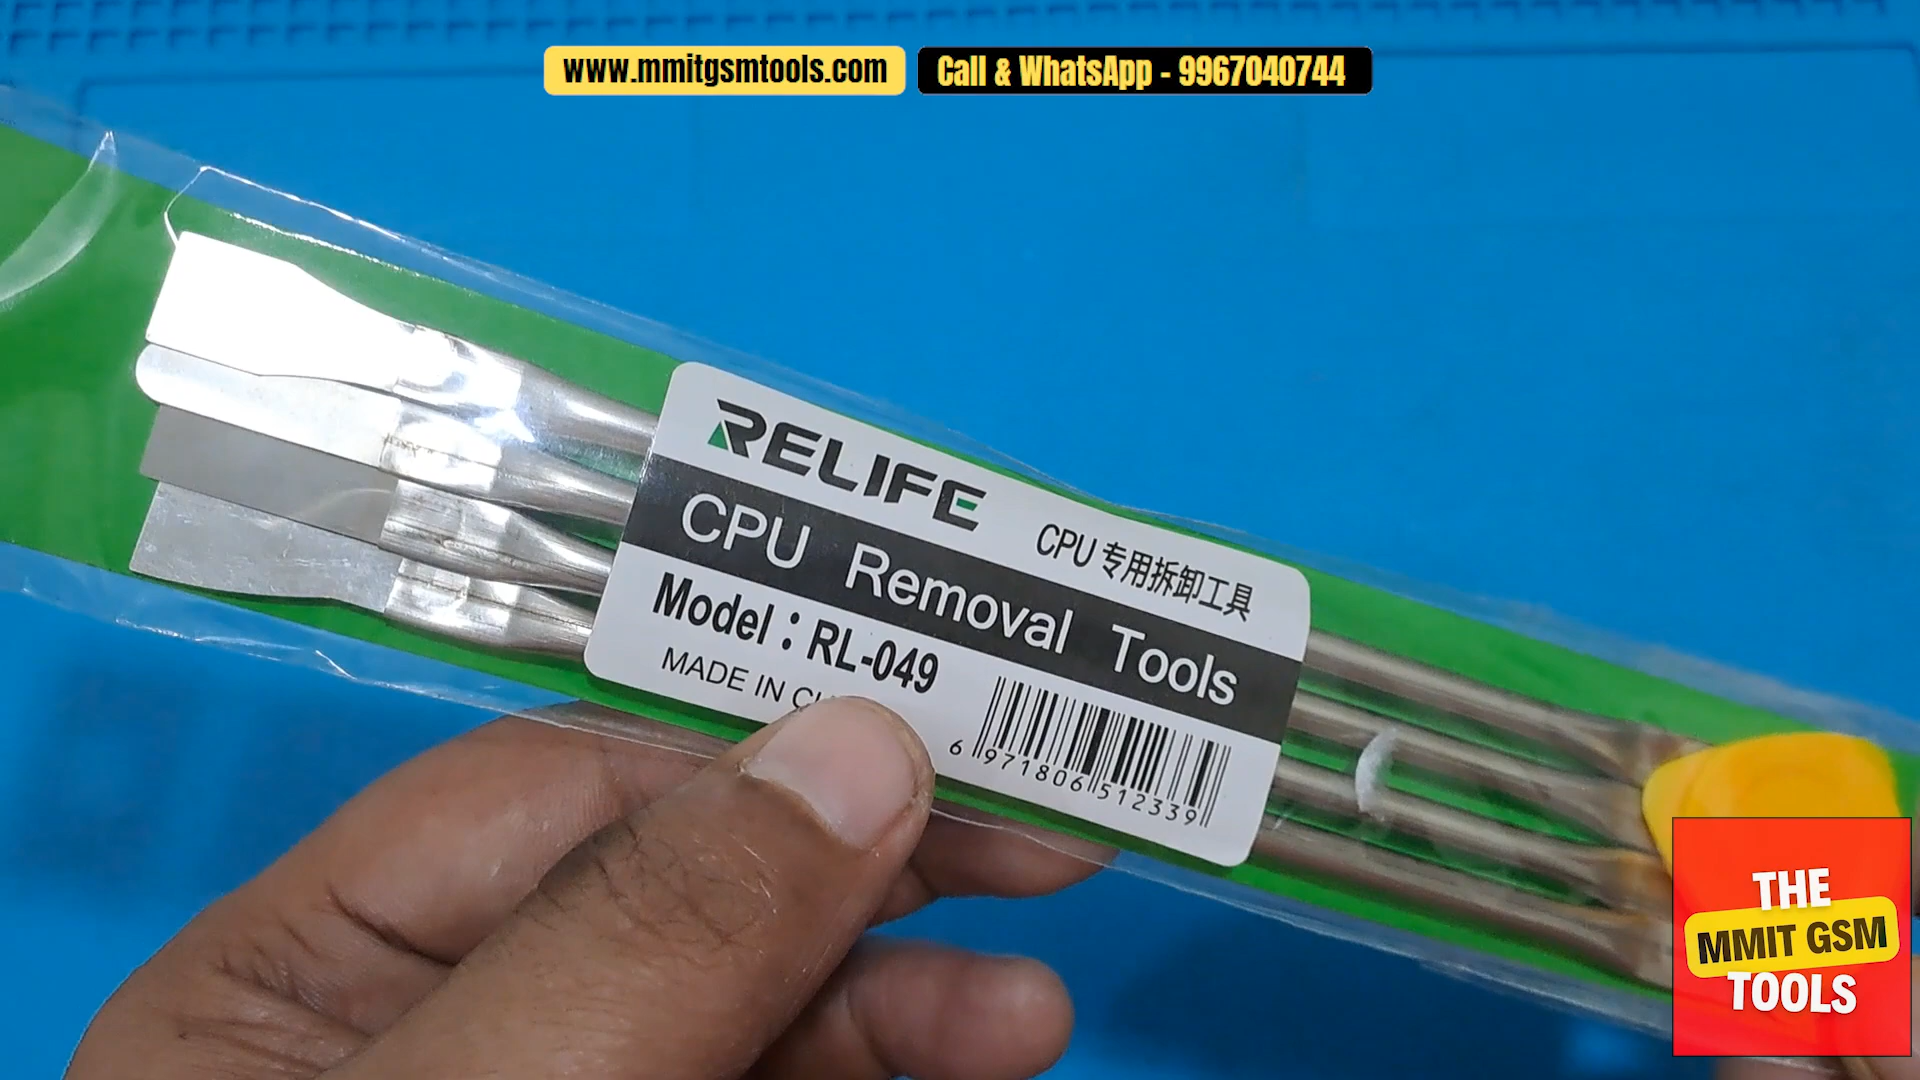 www.mmitgsmtools.com
Call & WhatsApp - 9967040744
RELIFE
CPU 专用拆卸工具
CPU Removal Tools
Model：RL-049
MADE IN
6 971806 512339
THE
MMIT GSM
TOOLS